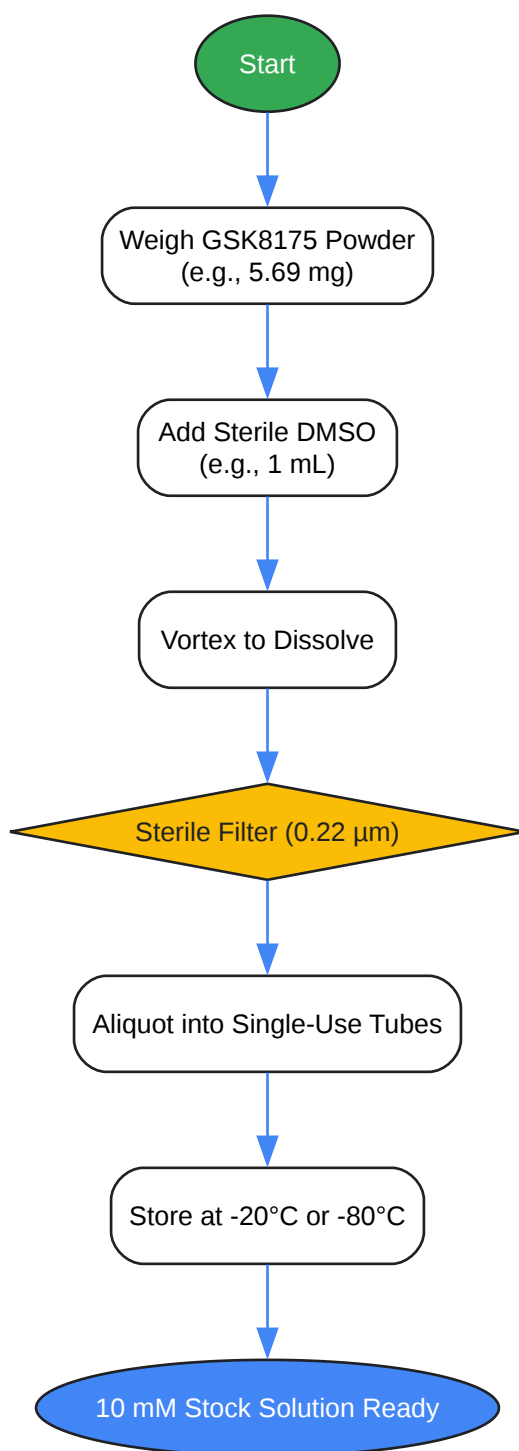 Start
Weigh GSK8175 Powder
(e.g., 5.69 mg)
Add Sterile DMSO
(e.g., 1 mL)
Vortex to Dissolve
Sterile Filter (0.22 µm)
Aliquot into Single-Use Tubes
Store at -20°C or -80°C
10 mM Stock Solution Ready